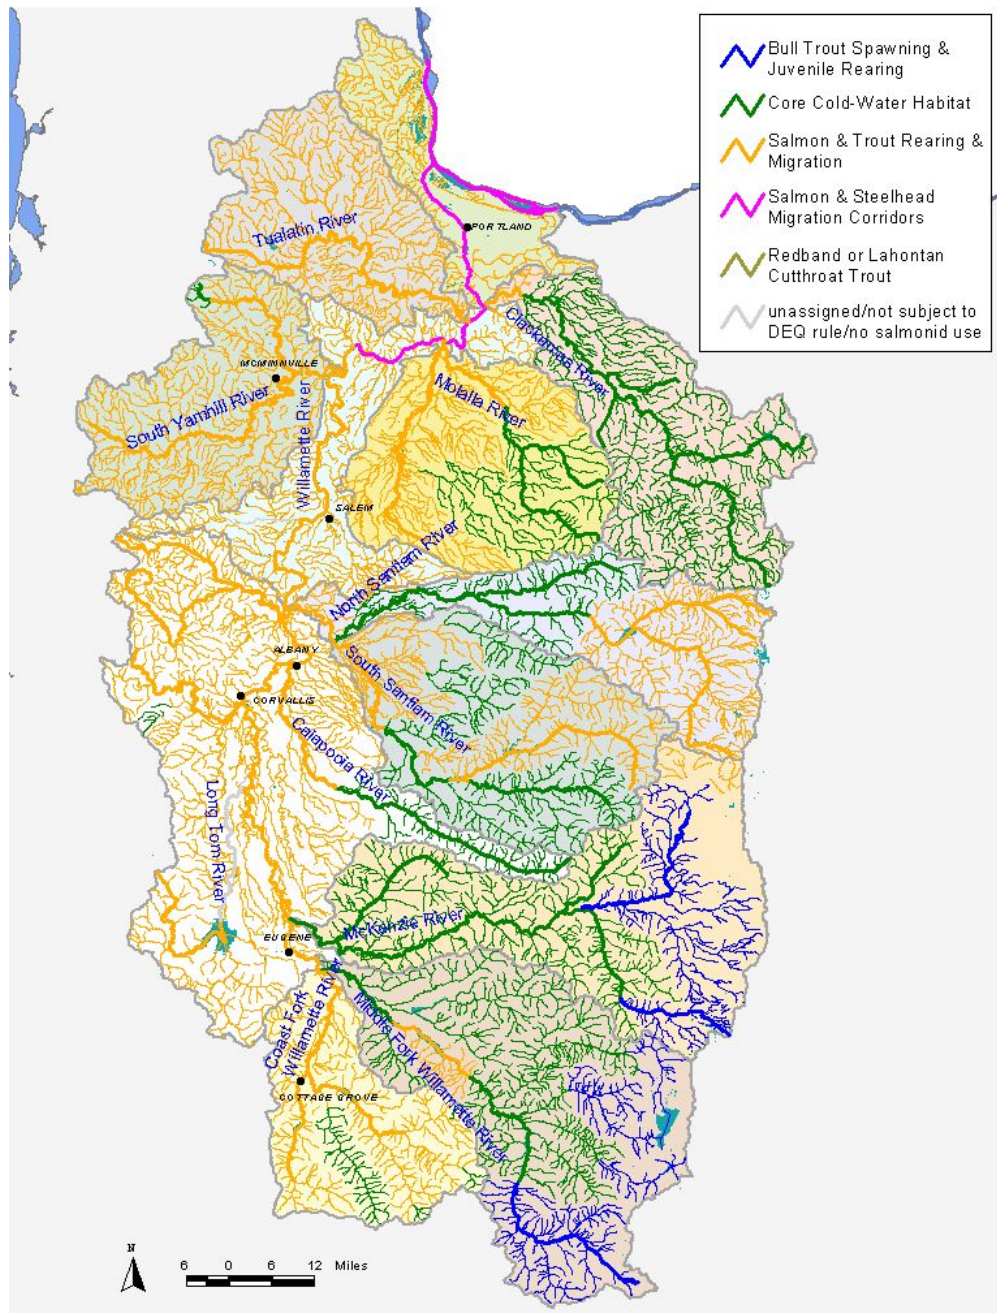 Bull Trout Spawning &
Juvenile Rearing
Core Cold-Water Habitat
Salmon & Trout Rearing &
Migration
Salmon & Steelhead
Migration Corridors
Redband or Lahontan
Cutthroat Trout
unassigned/not subject to
DEQ rule/no salmonid use
Tualatin River
PORTLAND
Clackamas River
MCMINNVILLE
South Yamhill River
Willamette River
Molalla River
SALEM
North Santiam River
ALBANY
South Santiam River
CORVALLIS
Calapooia River
Long Tom River
McKenzie River
EUGENE
Coast Fork
Willamette River
Middle Fork Willamette River
COTTAGE GROVE
N
6 0 6 12 Miles